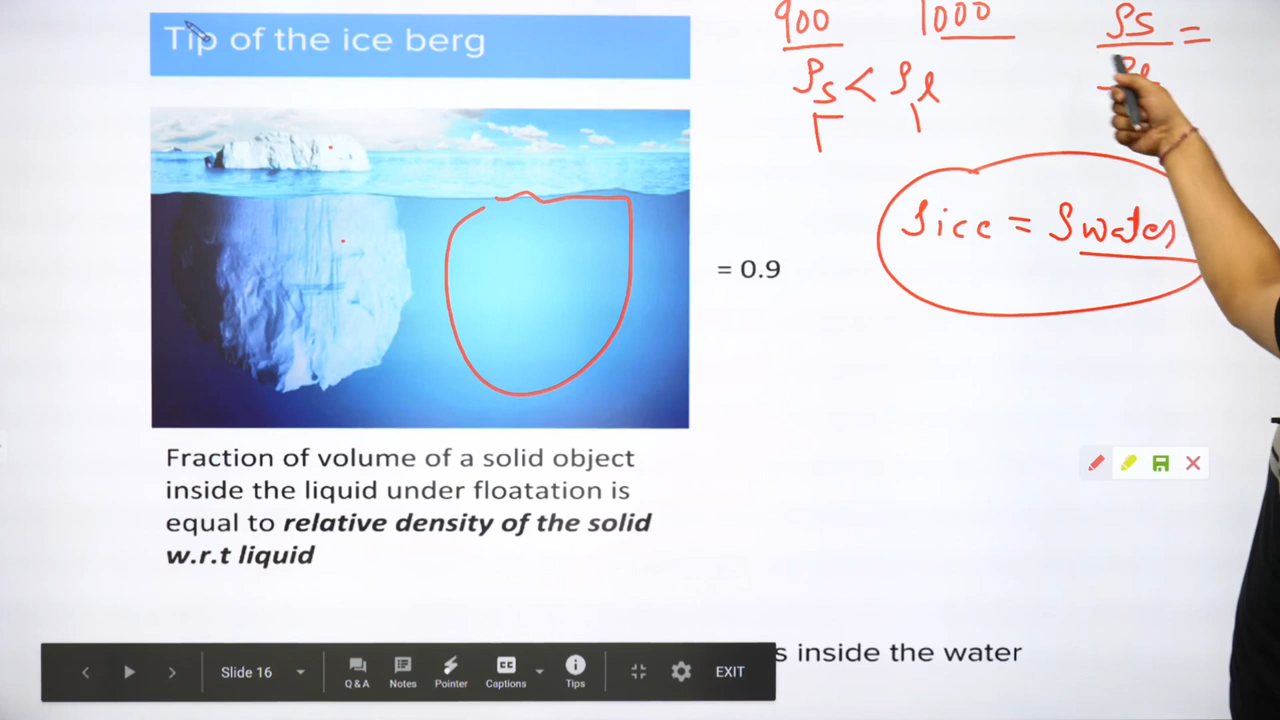 Tip of the ice berg
900 1000
ρs < ρl
ρs =
ρice = ρwater
= 0.9
Fraction of volume of a solid object
inside the liquid under floatation is
equal to relative density of the solid
w.r.t liquid
s inside the water
Slide 16
Q&A Notes Pointer Captions Tips EXIT
CC